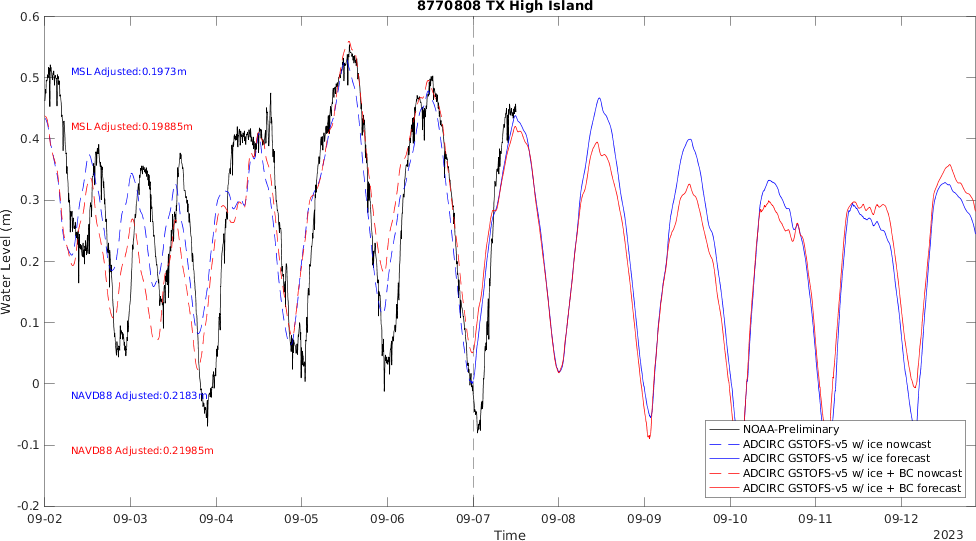 8770808 TX High Island
0.6
0.5
0.4
0.3
0.2
0.1
0
-0.1
-0.2
Water Level (m)
MSL Adjusted:0.1973m
MSL Adjusted:0.19885m
NAVD88 Adjusted:0.2183m
NAVD88 Adjusted:0.21985m
NOAA-Preliminary
ADCIRC GSTOFS-v5 w/ ice nowcast
ADCIRC GSTOFS-v5 w/ ice forecast
ADCIRC GSTOFS-v5 w/ ice + BC nowcast
ADCIRC GSTOFS-v5 w/ ice + BC forecast
09-02 09-03 09-04 09-05 09-06 09-07 09-08 09-09 09-10 09-11 09-12
Time
2023